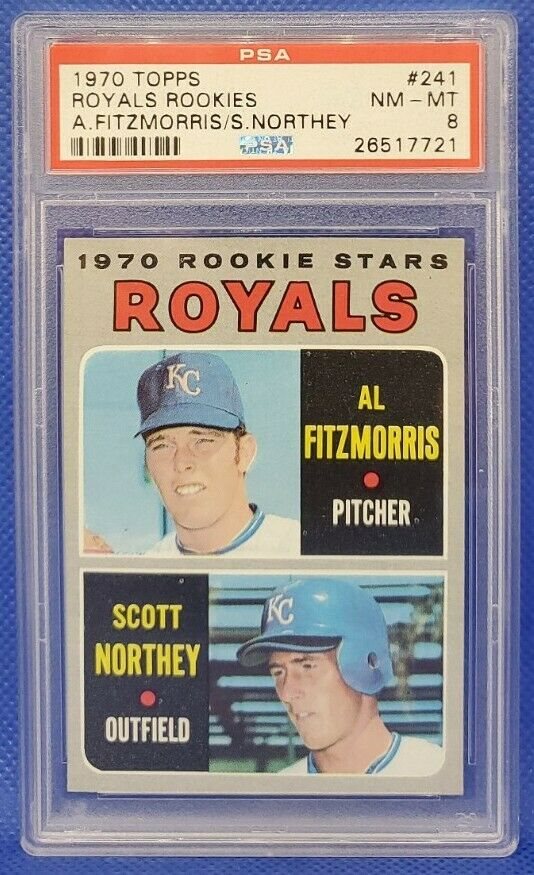 PSA
1970 TOPPS #241
ROYALS ROOKIES NM - MT
A.FITZMORRIS/S.NORTHEY 8
PSA 26517721
1970 ROOKIE STARS
ROYALS
KC
AL
FITZMORRIS
PITCHER
SCOTT
NORTHEY
OUTFIELD
KC